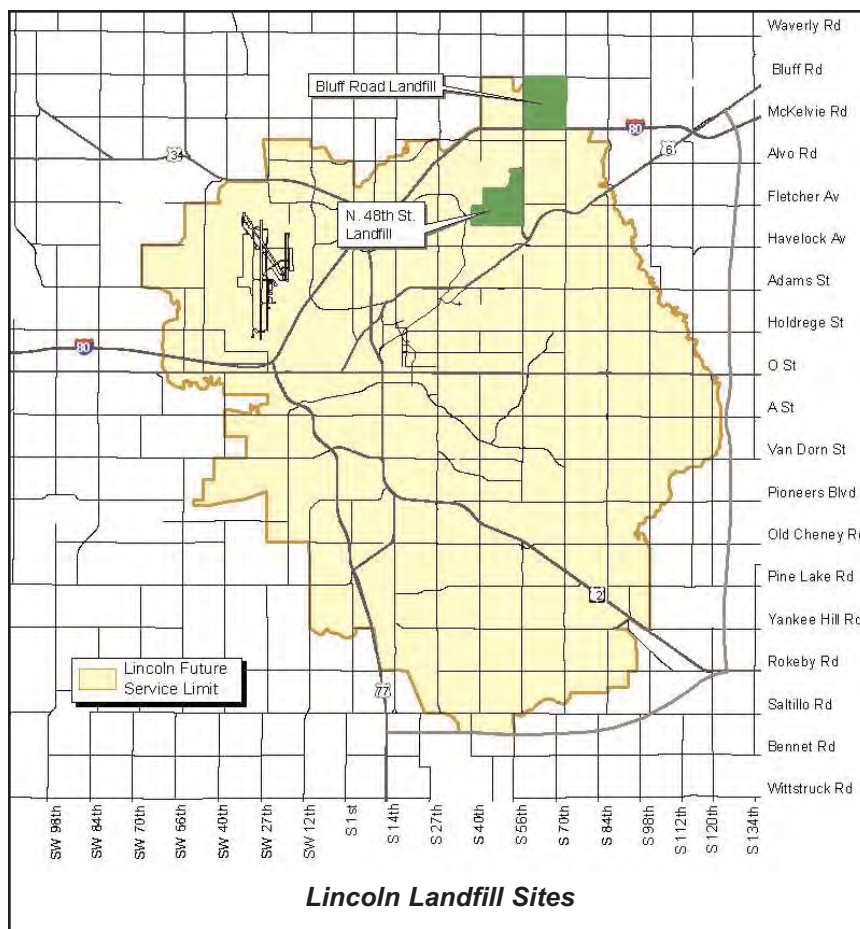 Waverly Rd
Bluff Rd
Bluff Road Landfill
McKelvie Rd
80
6
34
Alvo Rd
Fletcher Av
N. 48th St.
Landfill
Havelock Av
Adams St
Holdrege St
80
O St
A St
Van Dorn St
Pioneers Blvd
Old Cheney Rd
Pine Lake Rd
2
Yankee Hill Rd
Lincoln Future
Service Limit
Rokeby Rd
77
Saltillo Rd
Bennet Rd
Wittstruck Rd
SW 98th
SW 84th
SW 70th
SW 56th
SW 40th
SW 27th
SW 12th
S 1st
S 14th
S 27th
S 40th
S 56th
S 70th
S 84th
S 98th
S 112th
S 120th
S 134th
Lincoln Landfill Sites